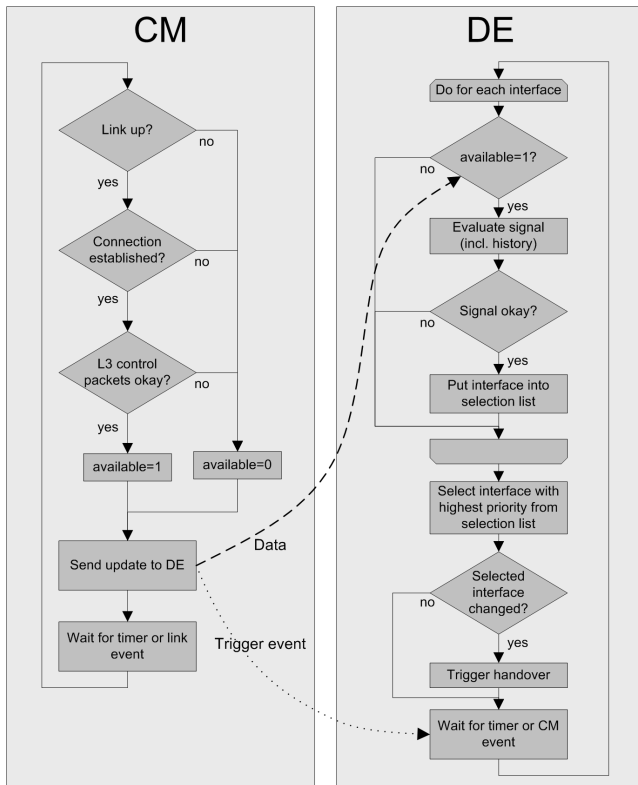 CM
Link up?
no
yes
Connection
established?
no
yes
L3 control
packets okay?
no
yes
available=1
available=0
Send update to DE
Wait for timer or link
event
Data
Trigger event
DE
Do for each interface
available=1?
no
yes
Evaluate signal
(incl. history)
Signal okay?
no
yes
Put interface into
selection list
Select interface with
highest priority from
selection list
Selected
interface
changed?
no
yes
Trigger handover
Wait for timer or CM
event